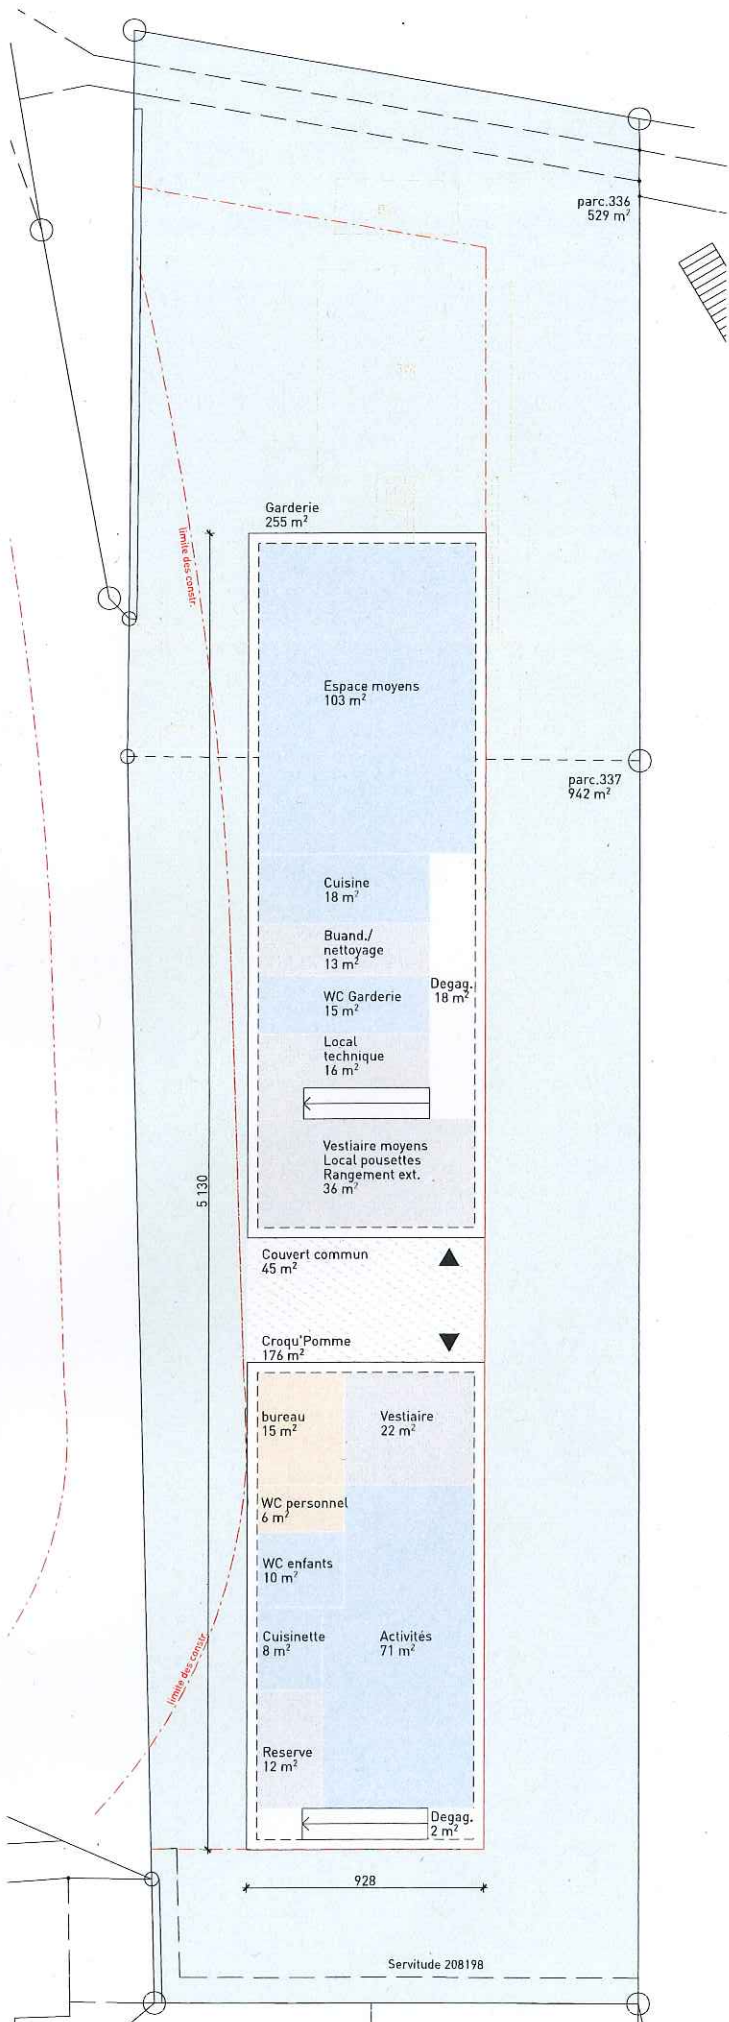 parc.336
529 m²
limite des constr.
Garderie
255 m²
Espace moyens
103 m²
parc.337
942 m²
Cuisine
18 m²
Buand./
nettoyage
13 m²
Degag.
18 m²
WC Garderie
15 m²
Local
technique
16 m²
Vestiaire moyens
Local pousettes
Rangement ext.
36 m²
5 130
Couvert commun
45 m²
Croqu'Pomme
176 m²
bureau
15 m²
Vestiaire
22 m²
WC personnel
6 m²
WC enfants
10 m²
Cuisinette
8 m²
Activités
71 m²
limite des constr.
Reserve
12 m²
Degag.
2 m²
928
Servitude 208198